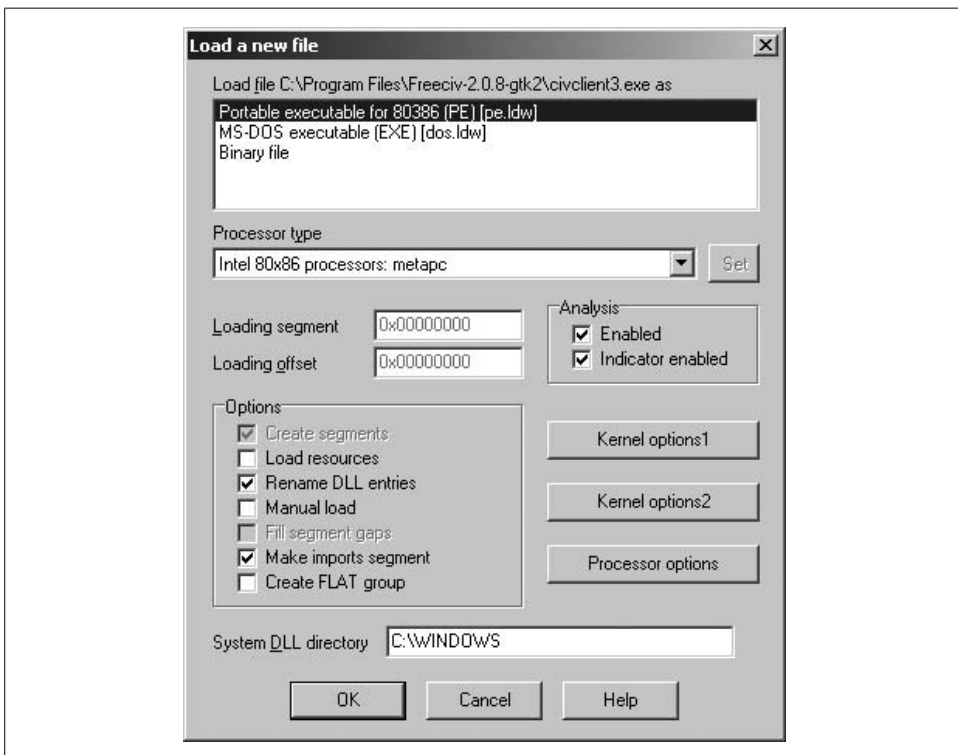 Load a new file
Load file C:\Program Files\Freeciv-2.0.8-gtk2\civclient3.exe as
Portable executable for 80386 (PE) [pe.ldw]
MS-DOS executable (EXE) [dos.ldw]
Binary file
Processor type
Intel 80x86 processors: metapc
Set
Loading segment
0x00000000
Loading offset
0x00000000
Analysis
Enabled
Indicator enabled
Options
Create segments
Load resources
Rename DLL entries
Manual load
Fill segment gaps
Make imports segment
Create FLAT group
Kernel options1
Kernel options2
Processor options
System DLL directory
C:\WINDOWS
OK
Cancel
Help